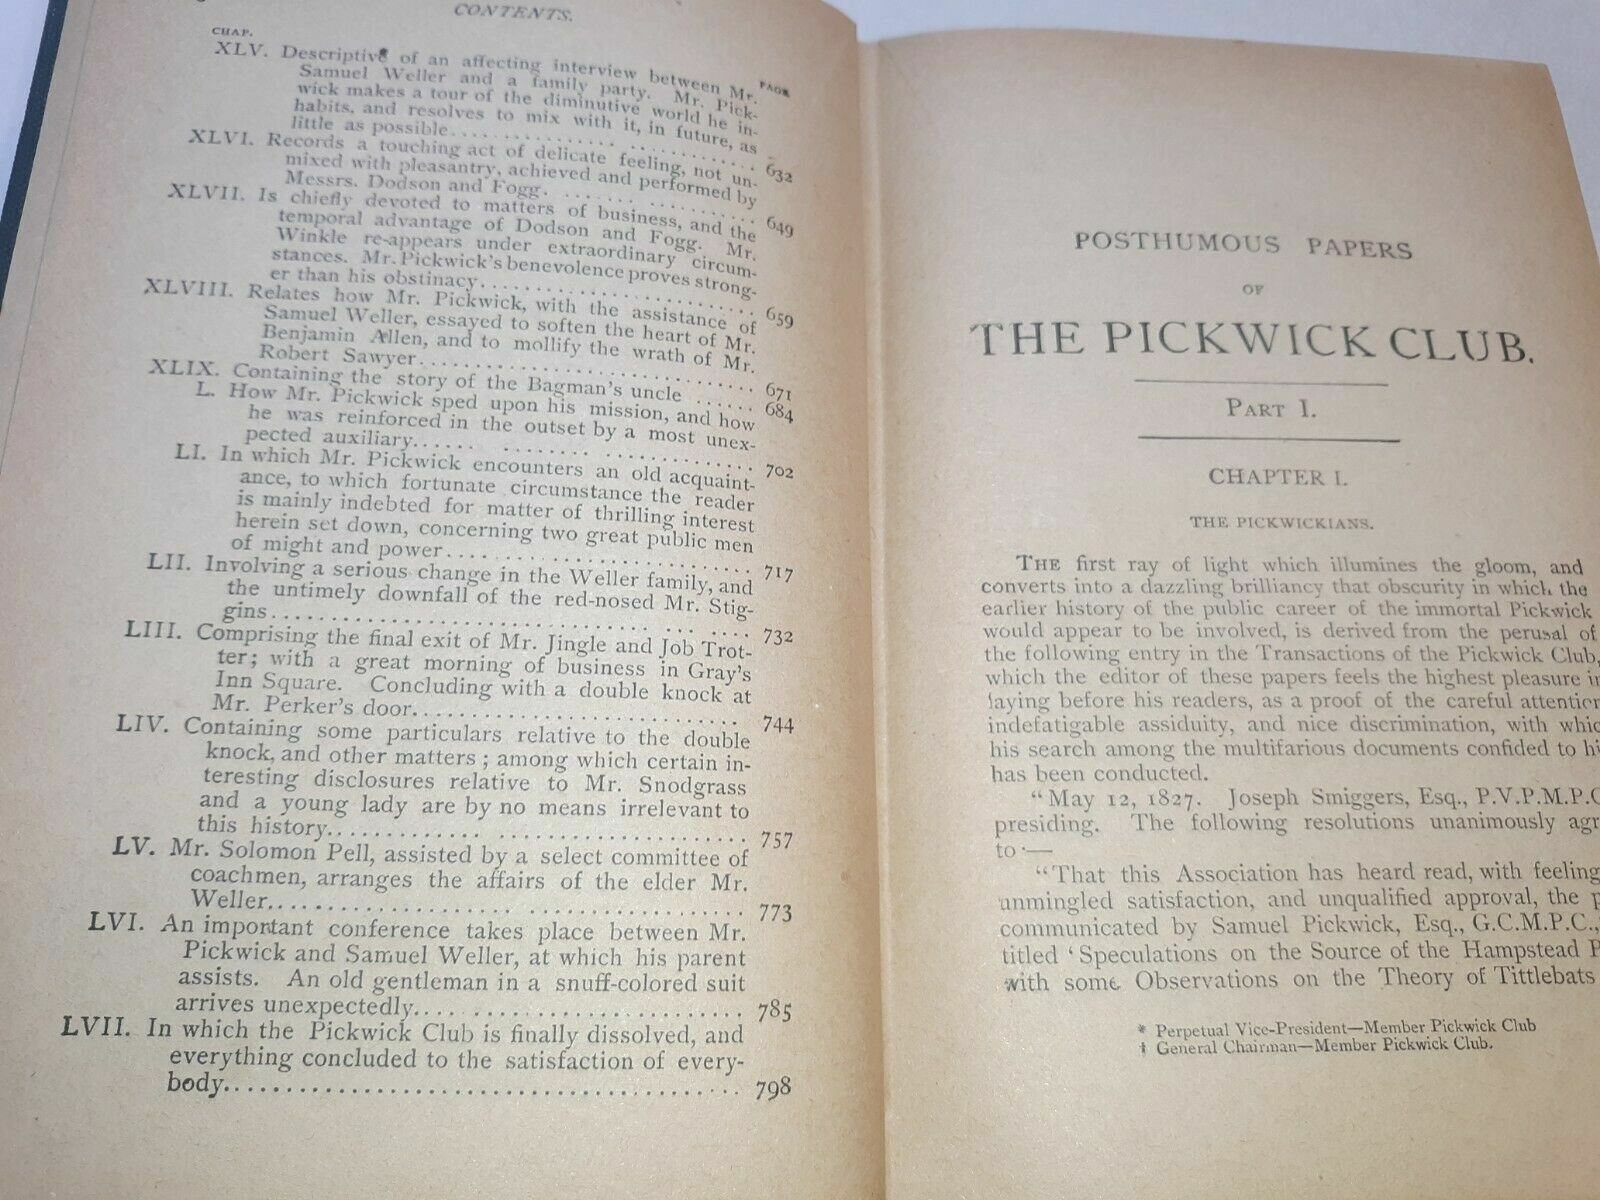 CONTENTS.
CHAP.
PAGE
XLV. Descriptive of an affecting interview between Mr.
Samuel Weller and a family party. Mr. Pick-
wick makes a tour of the diminutive world he in-
habits, and resolves to mix with it, in future, as
little as possible.......................... 632
XLVI. Records a touching act of delicate feeling, not un-
mixed with pleasantry, achieved and performed by
Messrs. Dodson and Fogg. ..................... 649
XLVII. Is chiefly devoted to matters of business, and the
temporal advantage of Dodson and Fogg. Mr.
Winkle re-appears under extraordinary circum-
stances. Mr. Pickwick's benevolence proves strong-
er than his obstinacy......................... 659
XLVIII. Relates how Mr. Pickwick, with the assistance of
Samuel Weller, essayed to soften the heart of Mr.
Benjamin Allen, and to mollify the wrath of Mr.
Robert Sawyer............................... 671
XLIX. Containing the story of the Bagman's uncle ...... 684
L. How Mr. Pickwick sped upon his mission, and how
he was reinforced in the outset by a most unex-
pected auxiliary...... ....................... 702
LI. In which Mr. Pickwick encounters an old acquaint-
ance, to which fortunate circumstance the reader
is mainly indebted for matter of thrilling interest
herein set down, concerning two great public men
of might and power........................... 717
LII. Involving a serious change in the Weller family, and
the untimely downfall of the red-nosed Mr. Stig-
gins........................................ 732
LIII. Comprising the final exit of Mr. Jingle and Job Trot-
ter; with a great morning of business in Gray's
Inn Square. Concluding with a double knock at
Mr. Perker's door............................ 744
LIV. Containing some particulars relative to the double
knock, and other matters; among which certain in-
teresting disclosures relative to Mr. Snodgrass
and a young lady are by no means irrelevant to
this history................................. 757
LV. Mr. Solomon Pell, assisted by a select committee of
coachmen, arranges the affairs of the elder Mr.
Weller...................................... 773
LVI. An important conference takes place between Mr.
Pickwick and Samuel Weller, at which his parent
assists. An old gentleman in a snuff-colored suit
arrives unexpectedly......................... 785
LVII. In which the Pickwick Club is finally dissolved, and
everything concluded to the satisfaction of every-
body........................................ 798
POSTHUMOUS PAPERS
OF
THE PICKWICK CLUB.
PART I.
CHAPTER I.
THE PICKWICKIANS.
THE first ray of light which illumines the gloom, and
converts into a dazzling brilliancy that obscurity in which the
earlier history of the public career of the immortal Pickwick
would appear to be involved, is derived from the perusal of
the following entry in the Transactions of the Pickwick Club,
which the editor of these papers feels the highest pleasure in
laying before his readers, as a proof of the careful attention
indefatigable assiduity, and nice discrimination, with whic
his search among the multifarious documents confided to hi
has been conducted.
"May 12, 1827. Joseph Smiggers, Esq., P.V.P.M.P.C
presiding. The following resolutions unanimously agr
to ·—
"That this Association has heard read, with feeling
unmingled satisfaction, and unqualified approval, the p
communicated by Samuel Pickwick, Esq., G.C.M.P.C.,
titled 'Speculations on the Source of the Hampstead P
with some Observations on the Theory of Tittlebats
* Perpetual Vice-President—Member Pickwick Club
† General Chairman—Member Pickwick Club.